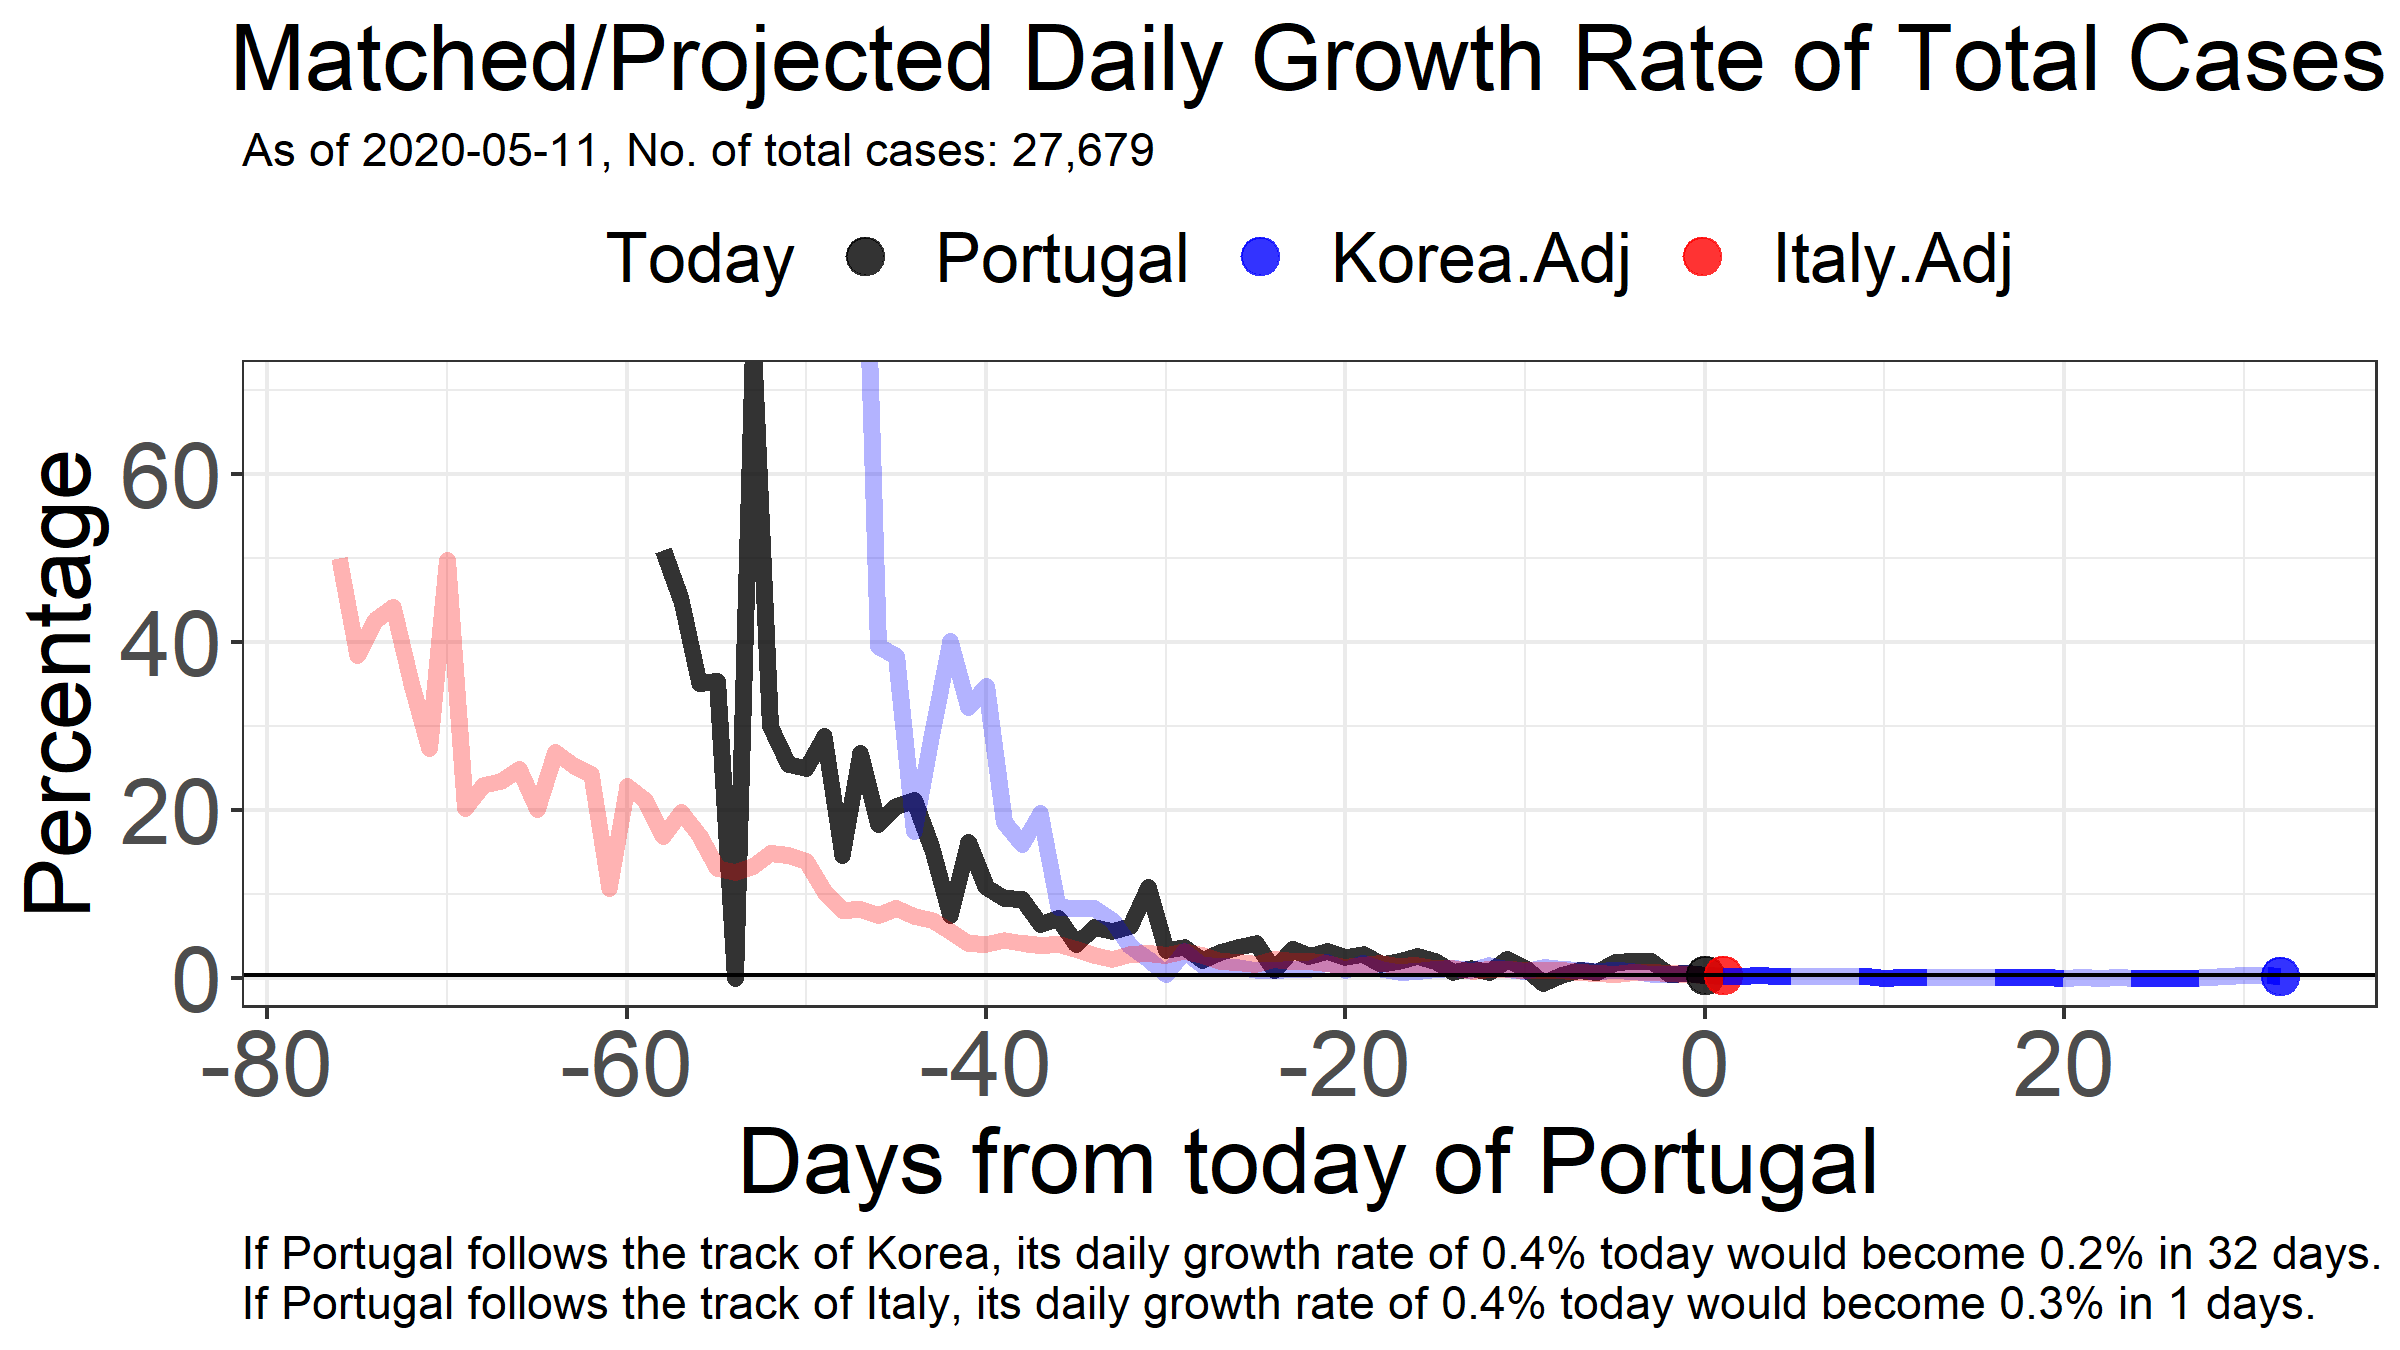 Matched/Projected Daily Growth Rate of Total Cases
As of 2020-05-11, No. of total cases: 27,679
Today Portugal Korea.Adj Italy.Adj
Percentage
60
40
20
0
-80 -60 -40 -20 0 20
Days from today of Portugal
If Portugal follows the track of Korea, its daily growth rate of 0.4% today would become 0.2% in 32 days.
If Portugal follows the track of Italy, its daily growth rate of 0.4% today would become 0.3% in 1 days.